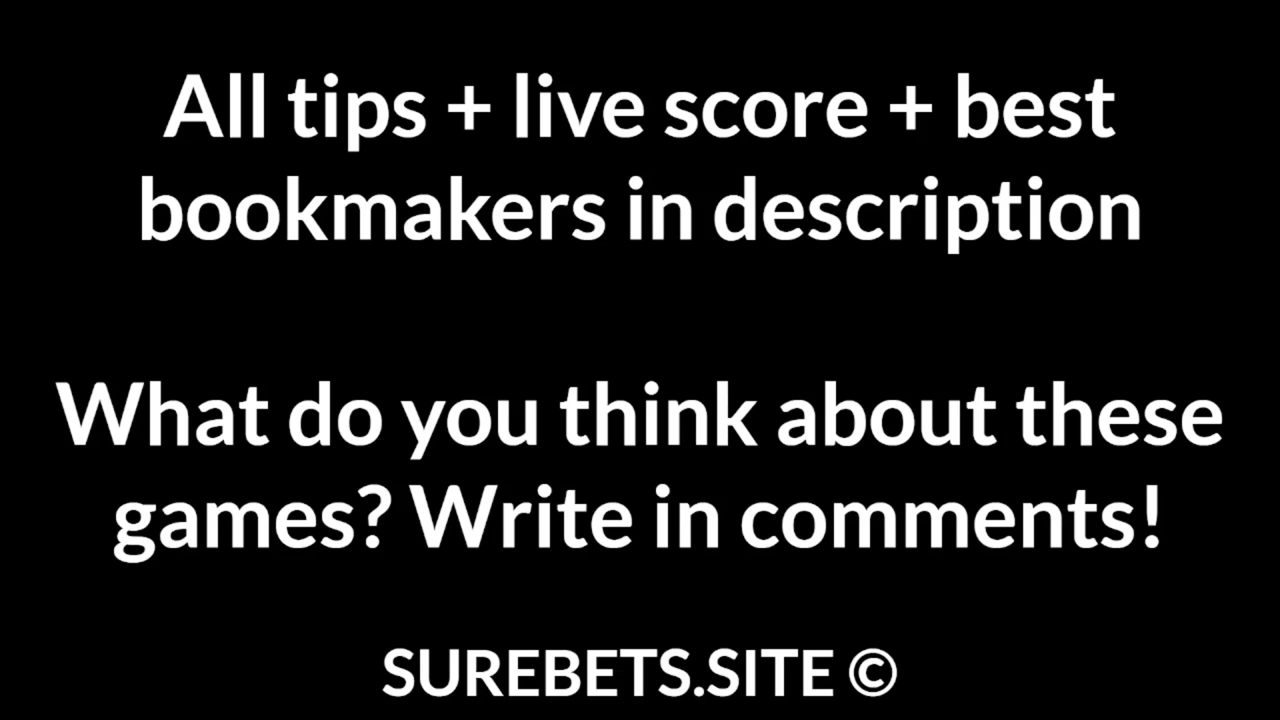 All tips + live score + best
bookmakers in description
What do you think about these
games? Write in comments!
SUREBETS.SITE ©